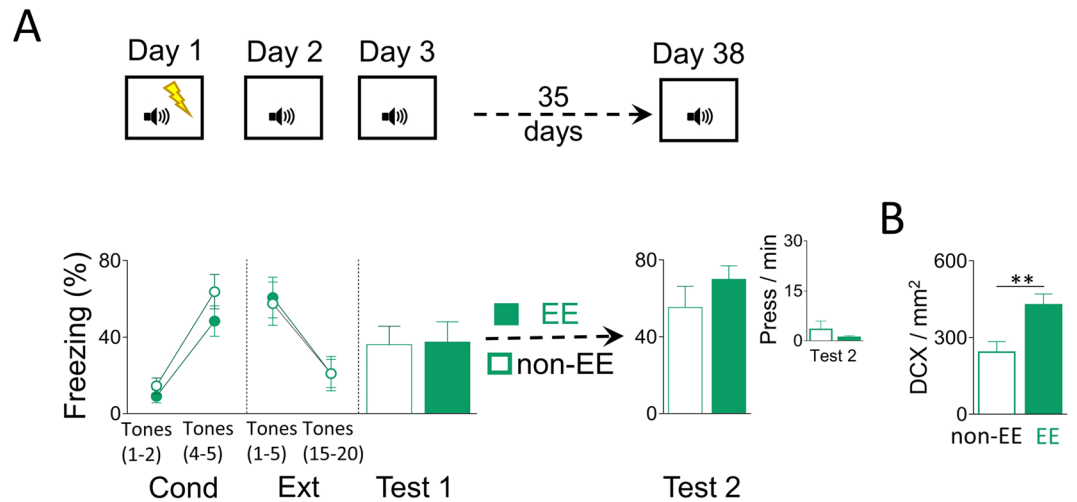 A
Day 1
Day 2
Day 3
Day 38
35
days
B
Freezing (%)
80
40
0
Tones
(1-2)
Tones
(4-5)
Tones
(1-5)
Tones
(15-20)
Cond
Ext
Test 1
EE
non-EE
80
40
0
Test 2
Press / min
30
15
0
Test 2
DCX / mm²
600
300
0
**
non-EE
EE